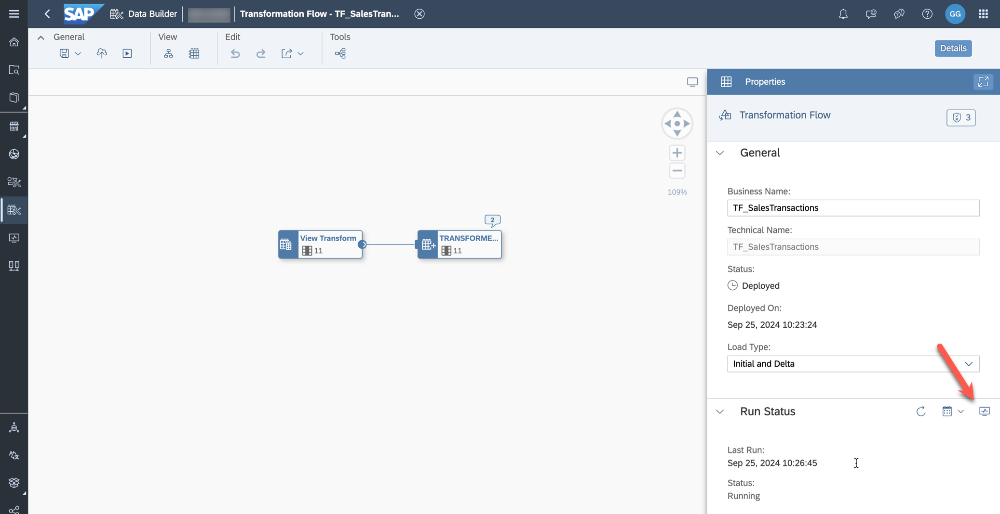 SAP
Data Builder
Transformation Flow - TF_SalesTran...
GG
General
View
Edit
Tools
Details
Properties
Transformation Flow
3
General
109%
Business Name:
TF_SalesTransactions
Technical Name:
TF_SalesTransactions
2
View Transform
11
TRANSFORME...
11
Status:
Deployed
Deployed On:
Sep 25, 2024 10:23:24
Load Type:
Initial and Delta
Run Status
Last Run:
Sep 25, 2024 10:26:45
Status:
Running